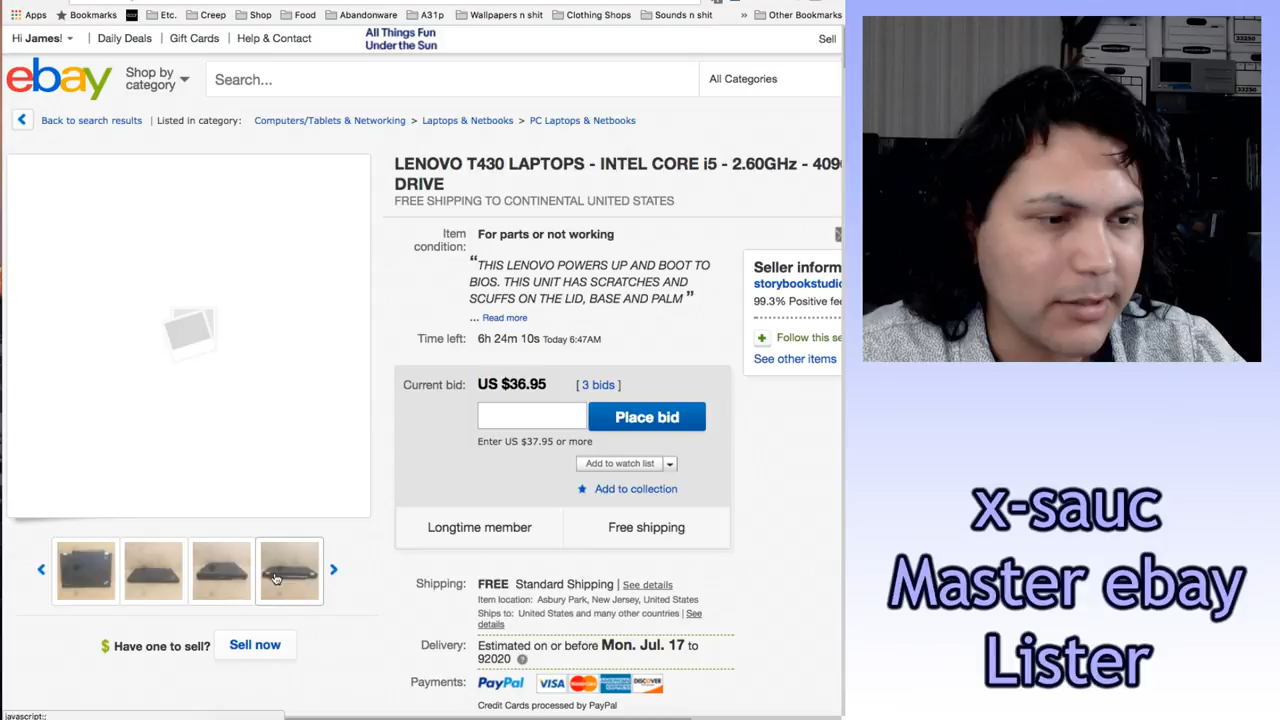 Apps Bookmarks Etc. Creep Shop Food Abandonware A31p Wallpapers n shit Clothing Shops Sounds n shit » Other Bookmarks
Hi James! Daily Deals Gift Cards Help & Contact
All Things Fun
Under the Sun
Sell
ebay
Shop by
category
Search...
All Categories
Back to search results Listed in category: Computers/Tablets & Networking > Laptops & Netbooks > PC Laptops & Netbooks
LENOVO T430 LAPTOPS - INTEL CORE i5 - 2.60GHz - 409
DRIVE
FREE SHIPPING TO CONTINENTAL UNITED STATES
Item
condition:
For parts or not working
“THIS LENOVO POWERS UP AND BOOT TO
BIOS. THIS UNIT HAS SCRATCHES AND
SCUFFS ON THE LID, BASE AND PALM ”
... Read more
Time left: 6h 24m 10s Today 6:47AM
Current bid: US $36.95 [ 3 bids ]
Place bid
Enter US $37.95 or more
Add to watch list
Add to collection
Longtime member Free shipping
Seller inform
storybookstudio
99.3% Positive fe
Follow this se
See other items
Have one to sell? Sell now
Shipping: FREE Standard Shipping | See details
Item location: Asbury Park, New Jersey, United States
Ships to: United States and many other countries | See
details
Delivery: Estimated on or before Mon. Jul. 17 to
92020
Payments: PayPal VISA MasterCard AMERICAN EXPRESS DISCOVER
Credit Cards processed by PayPal
javascript:;
33250
x-sauc
Master ebay
Lister